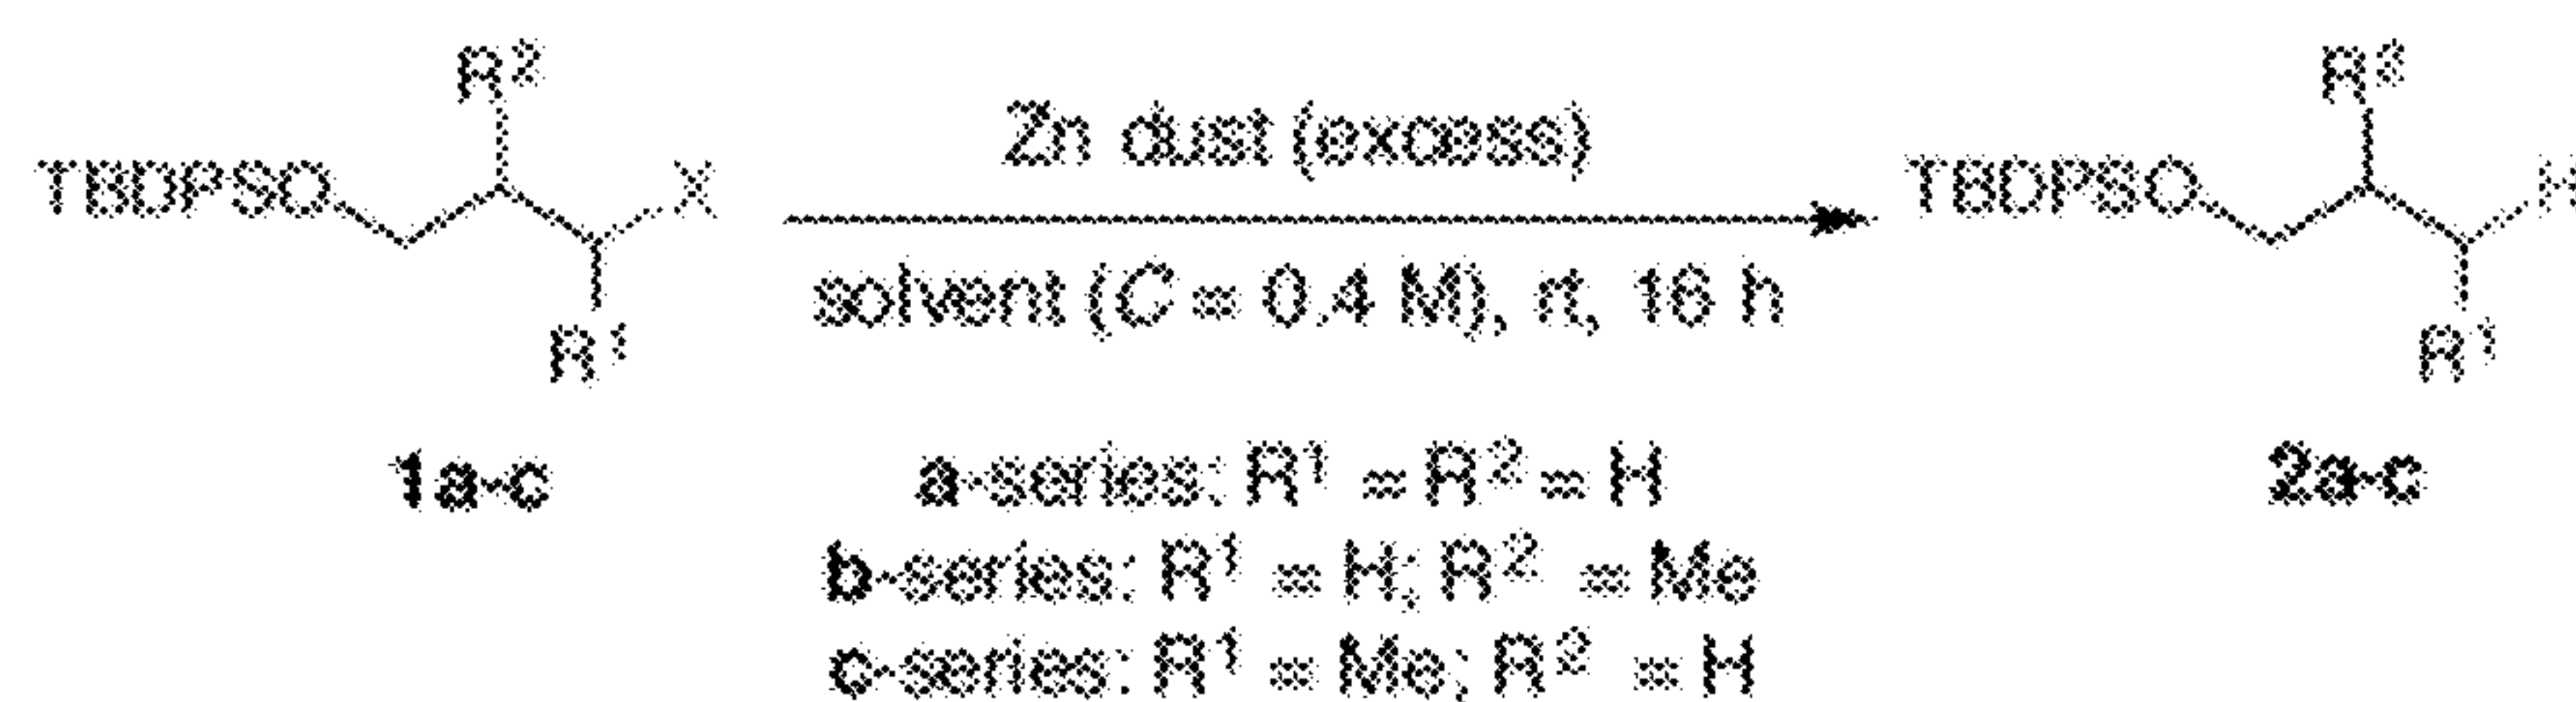 R²
TBDPSO X
R¹
1a-c
Zn dust (excess)
solvent (C = 0.4 M), rt, 16 h
a-series: R¹ = R² = H
b-series: R¹ = H; R² = Me
c-series: R¹ = Me; R² = H
R²
TBDPSO H
R¹
2a-c